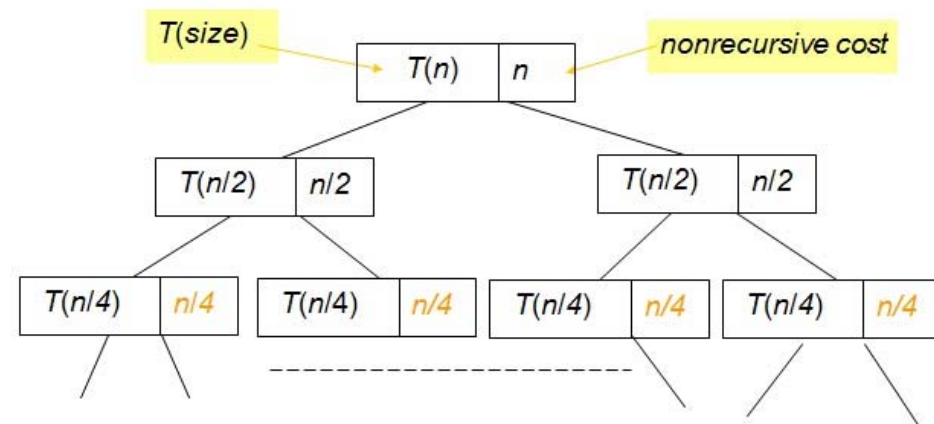 T(size)
nonrecursive cost
T(n) n
T(n/2) n/2
T(n/2) n/2
T(n/4) n/4
T(n/4) n/4
T(n/4) n/4
T(n/4) n/4